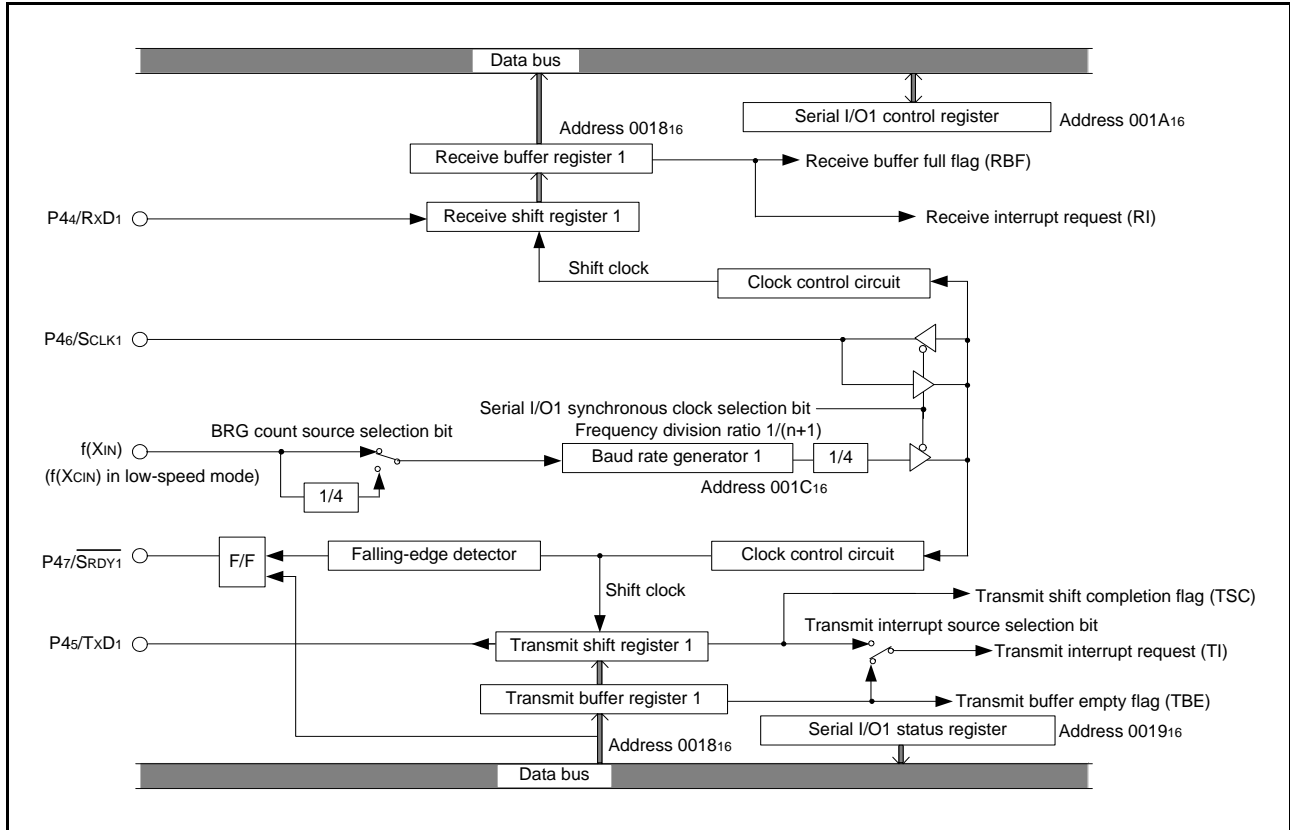 Data bus
Serial I/O1 control register
Address 001A16
Address 001816
Receive buffer register 1
Receive buffer full flag (RBF)
P44/RXD1
Receive shift register 1
Receive interrupt request (RI)
Shift clock
Clock control circuit
P46/SCLK1
Serial I/O1 synchronous clock selection bit
BRG count source selection bit
Frequency division ratio 1/(n+1)
f(XIN)
Baud rate generator 1
1/4
(f(XCIN) in low-speed mode)
1/4
Address 001C16
P47/SRDY1
F/F
Falling-edge detector
Clock control circuit
Shift clock
Transmit shift completion flag (TSC)
Transmit interrupt source selection bit
P45/TXD1
Transmit shift register 1
Transmit interrupt request (TI)
Transmit buffer register 1
Transmit buffer empty flag (TBE)
Serial I/O1 status register
Address 001916
Address 001816
Data bus